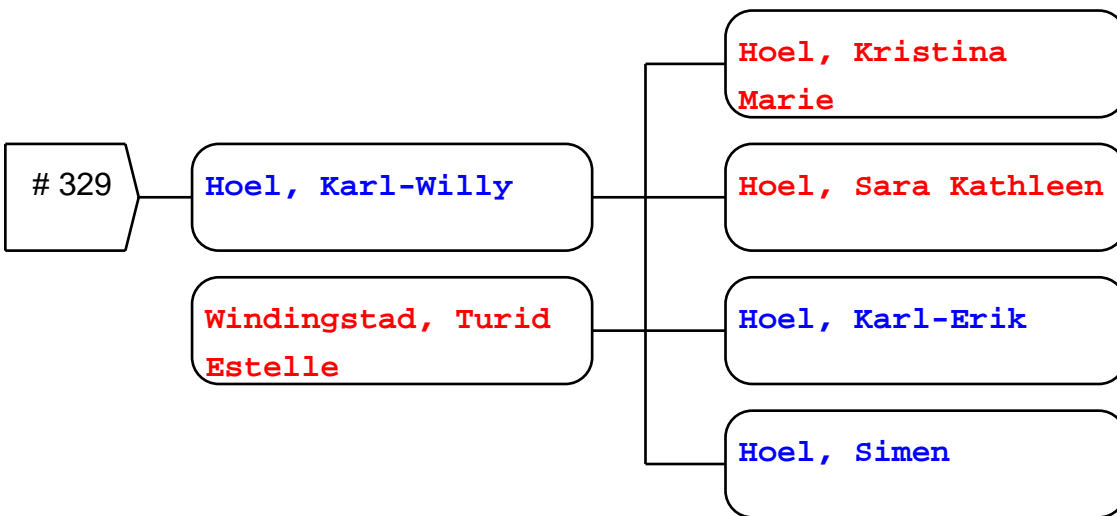 Hoel, Kristina
Marie
# 329
Hoel, Karl-Willy
Hoel, Sara Kathleen
Windingstad, Turid
Estelle
Hoel, Karl-Erik
Hoel, Simen